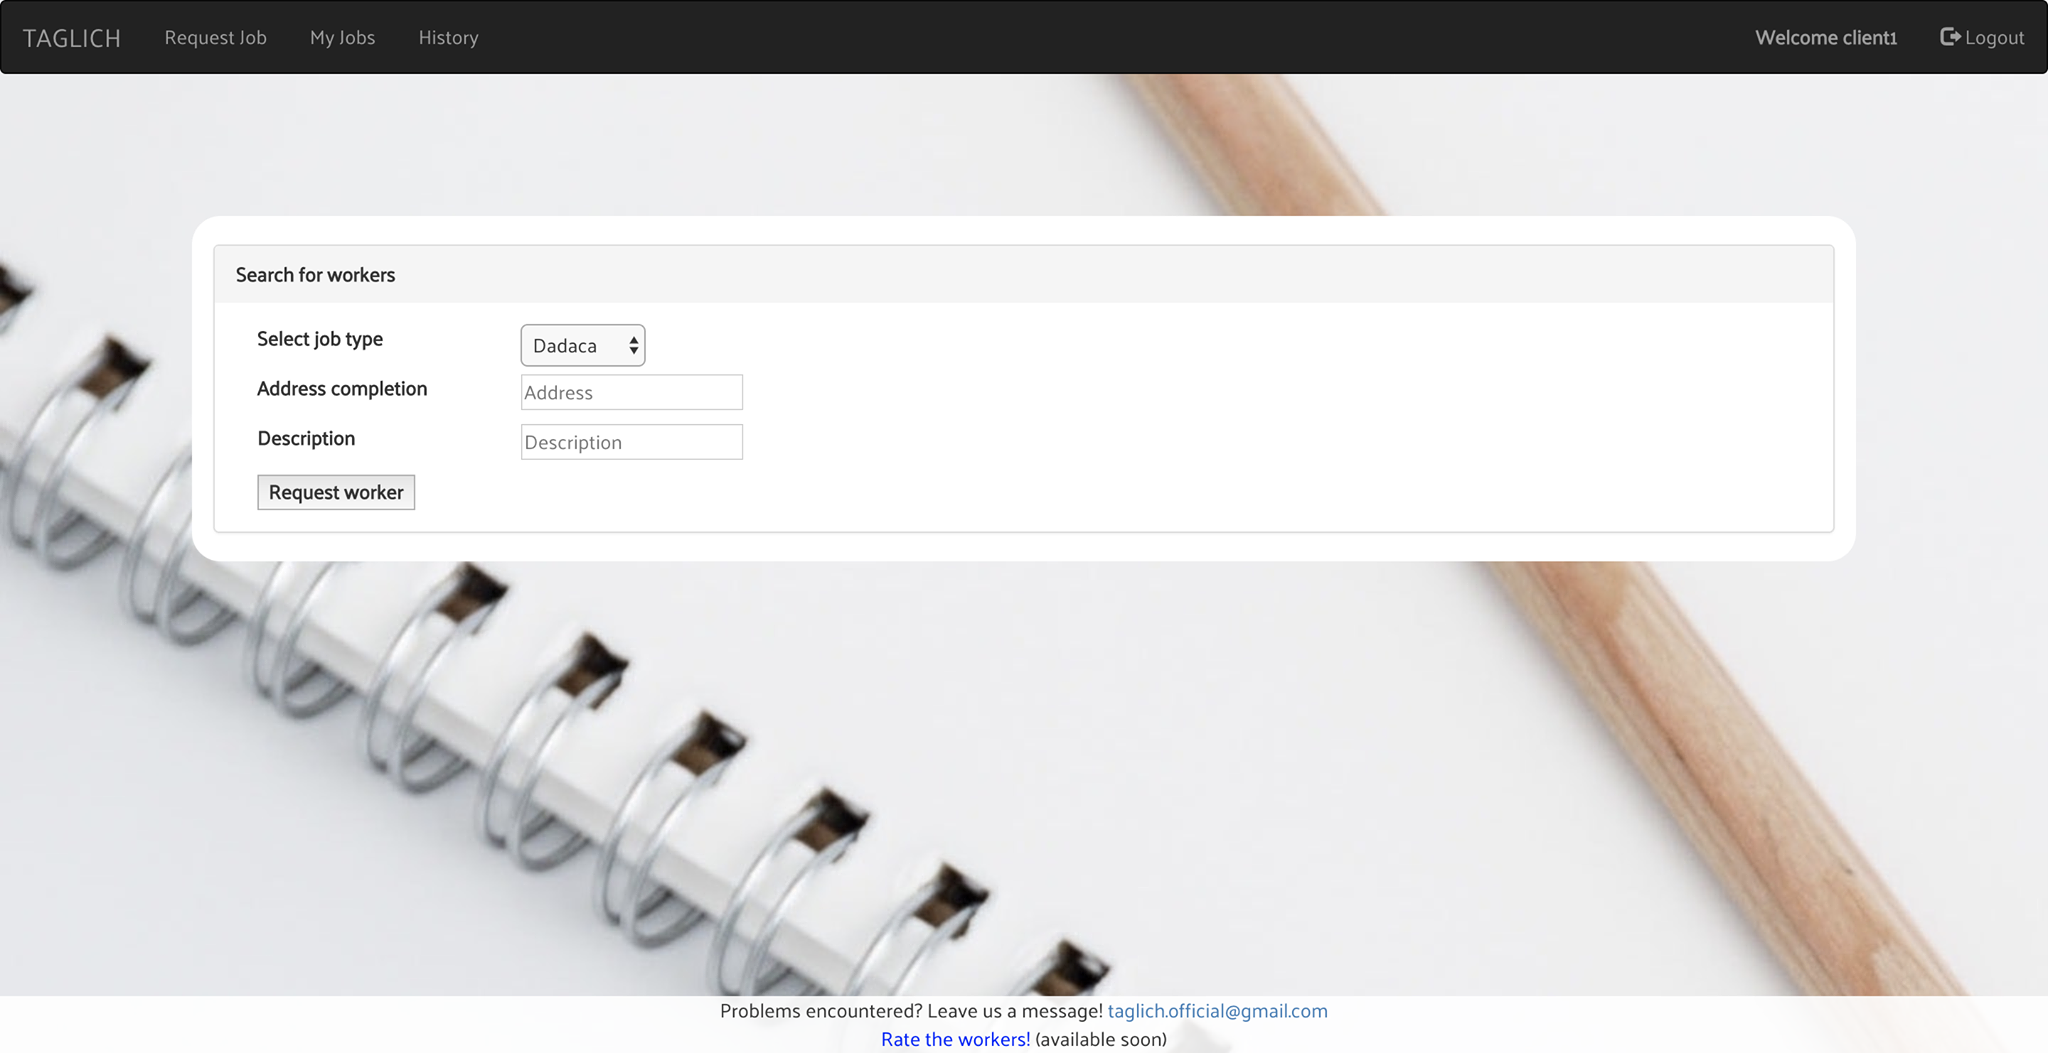 TAGLICH Request Job My Jobs History Welcome client1 Logout
Search for workers
Select job type Dadaca
Address completion Address
Description Description
Request worker
Problems encountered? Leave us a message! taglich.official@gmail.com
Rate the workers! (available soon)